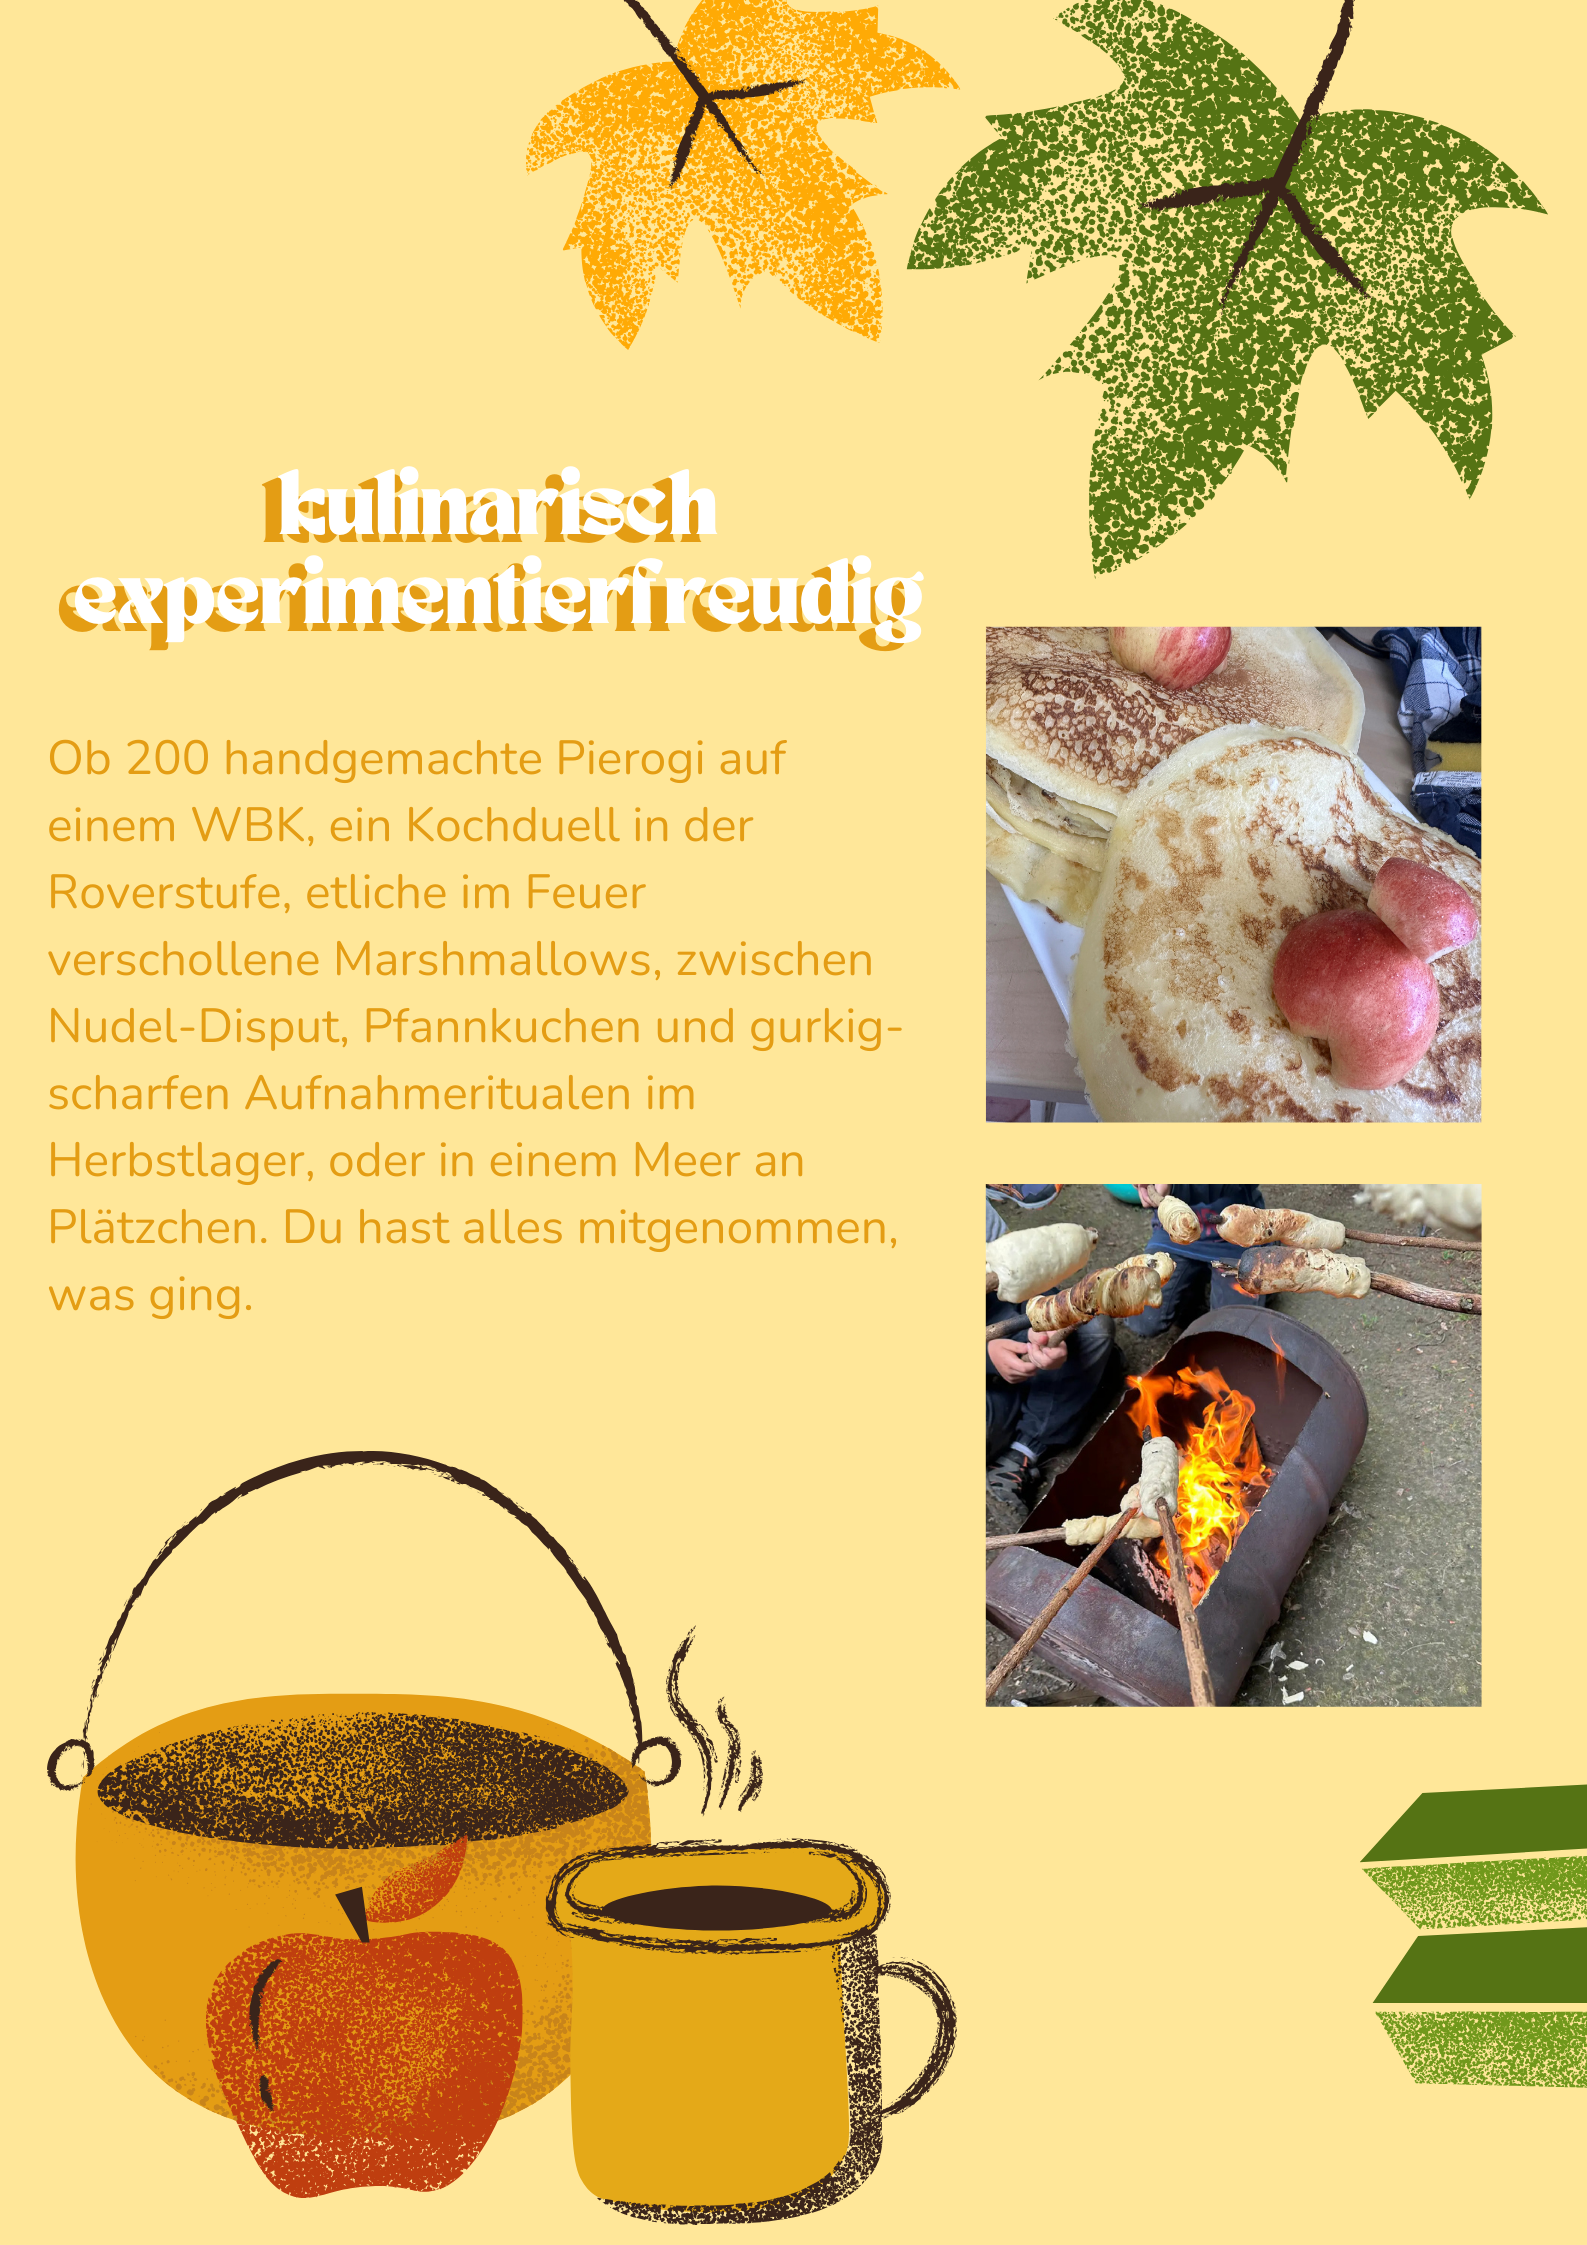 kulinarisch
experimentierfreudig
Ob 200 handgemachte Pierogi auf
einem WBK, ein Kochduell in der
Roverstufe, etliche im Feuer
verschollene Marshmallows, zwischen
Nudel-Disput, Pfannkuchen und gurkig-
scharfen Aufnahmeritualen im
Herbstlager, oder in einem Meer an
Plätzchen. Du hast alles mitgenommen,
was ging.